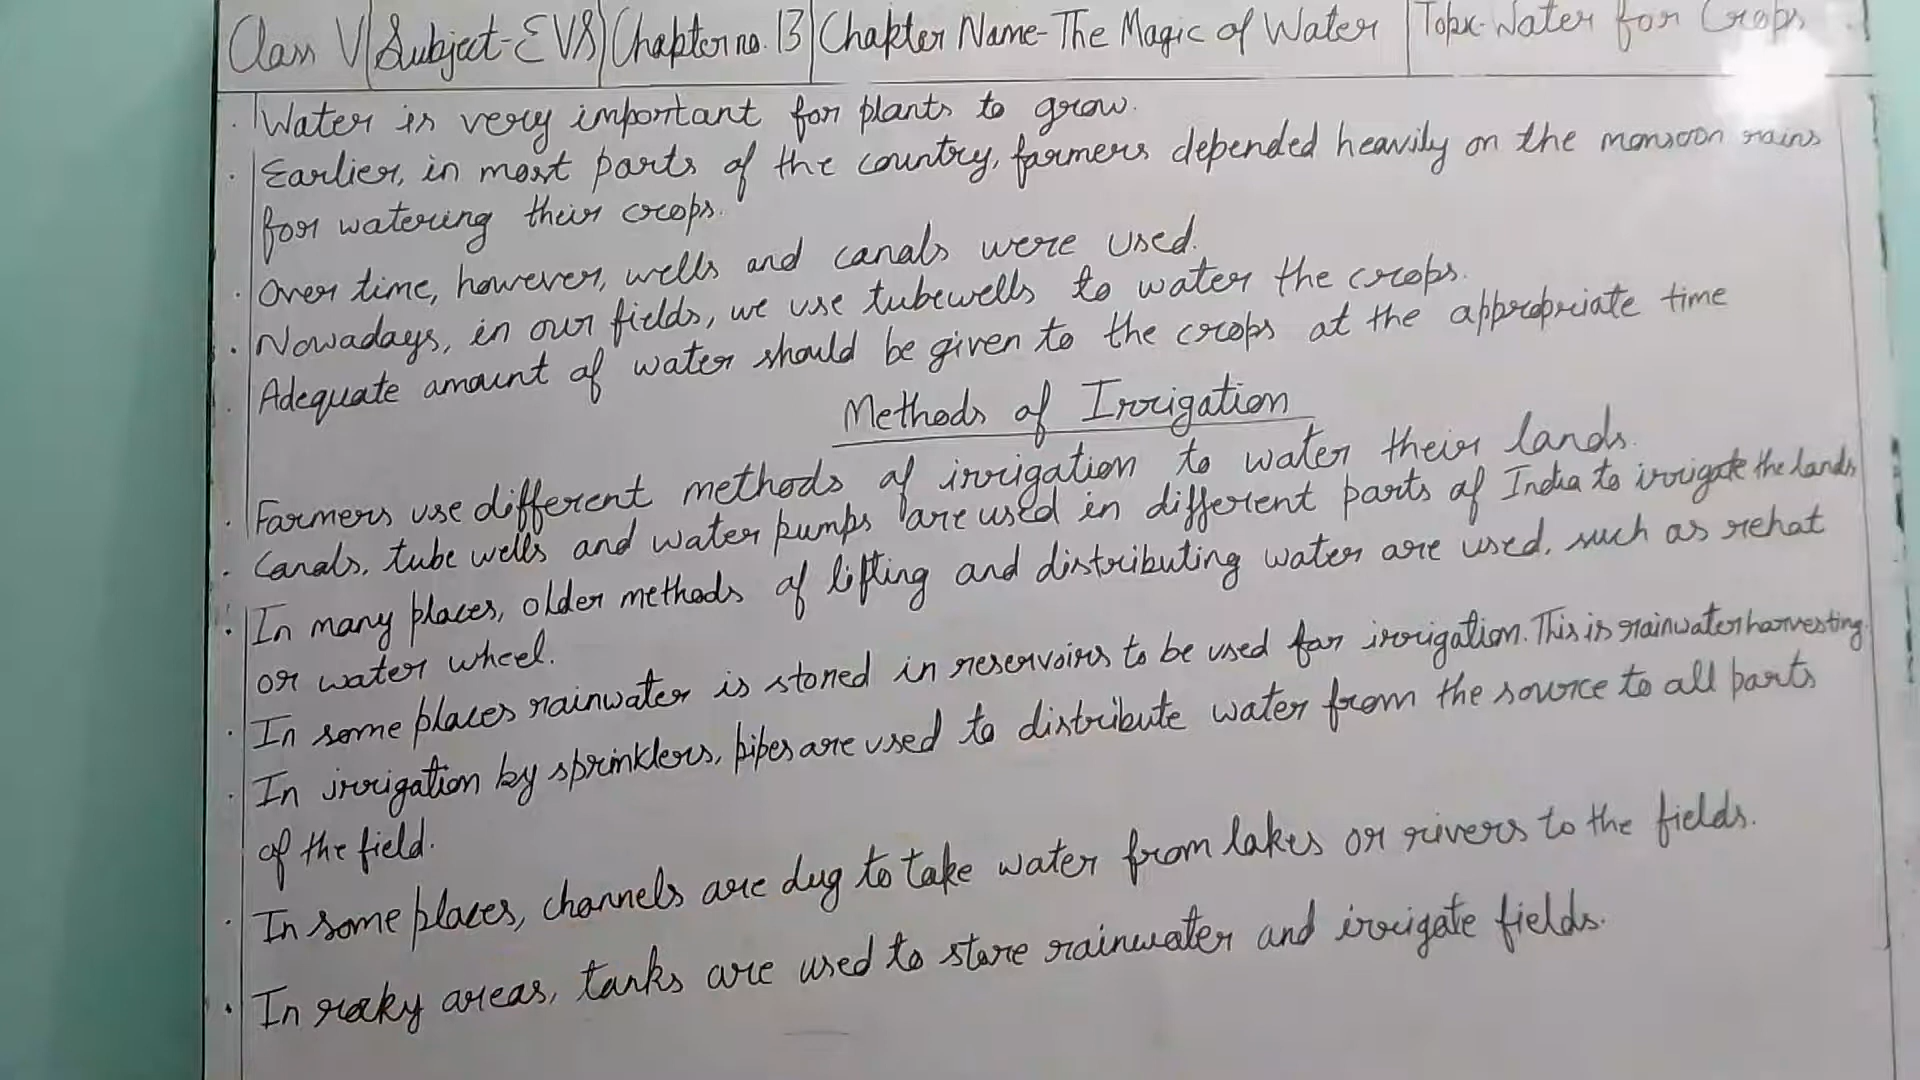 Class V | Subject-EVS | Chapter no. 13 | Chapter Name- The Magic of Water | Topic- Water for Crops
. Water is very important for plants to grow.
. Earlier, in most parts of the country, farmers depended heavily on the monsoon rains
for watering their crops.
. Over time, however, wells and canals were used.
. Nowadays, in our fields, we use tubewells to water the crops.
. Adequate amount of water should be given to the crops at the appropriate time
Methods of Irrigation
. Farmers use different methods of irrigation to water their lands.
. Canals, tube wells and water pumps are used in different parts of India to irrigate the lands
. In many places, older methods of lifting and distributing water are used, such as rehat
or water wheel.
. In some places rainwater is stored in reservoirs to be used for irrigation. This is rainwater harvesting.
. In irrigation by sprinklers, pipes are used to distribute water from the source to all parts
of the field.
. In some places, channels are dug to take water from lakes or rivers to the fields.
. In rocky areas, tanks are used to store rainwater and irrigate fields.